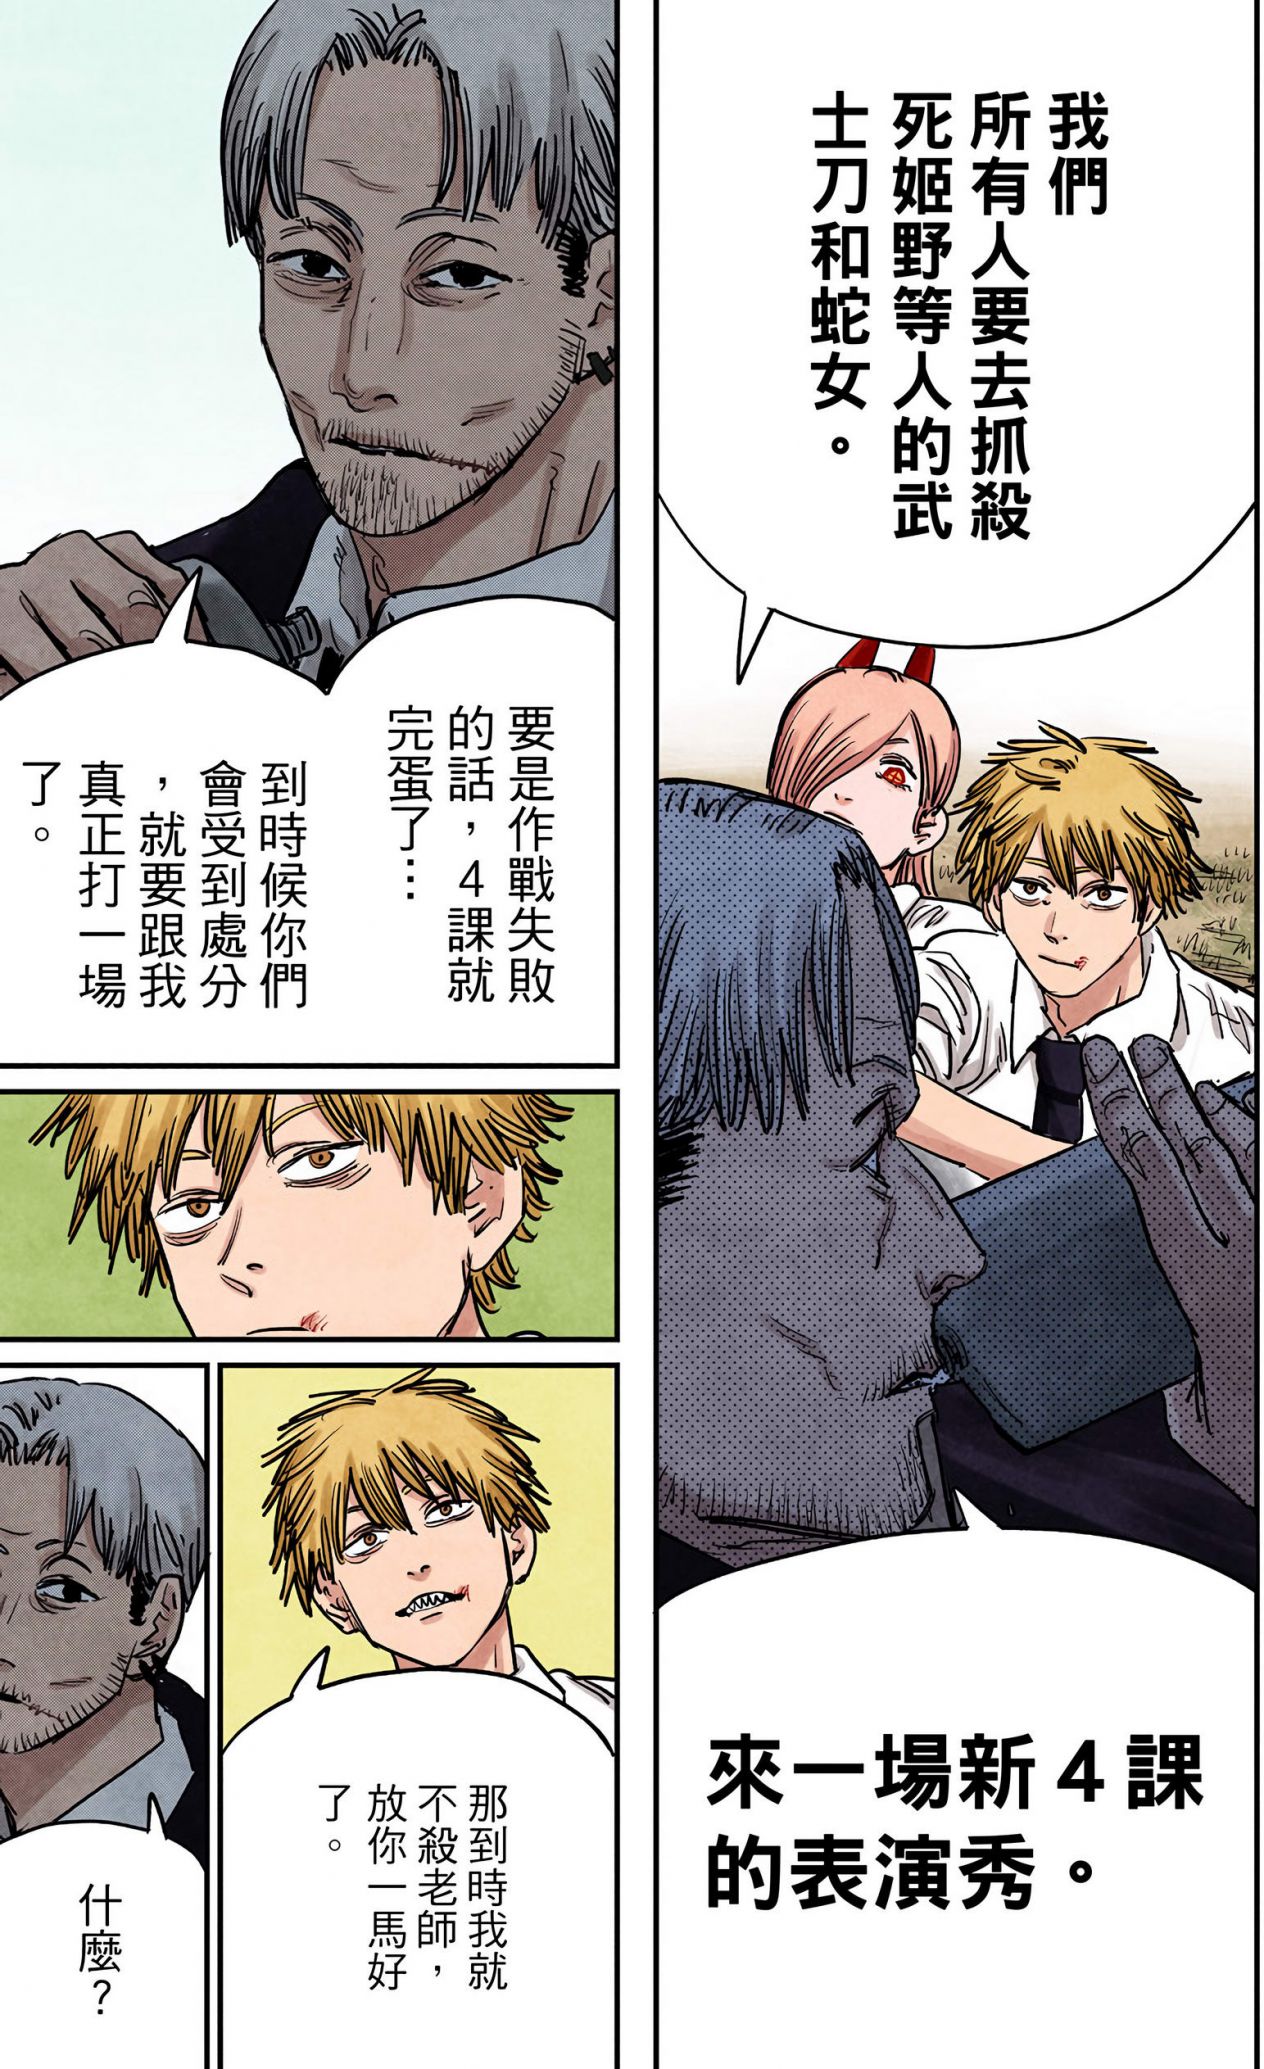 我們
所有人要去抓殺
死姬野等人的武
士刀和蛇女。
來一場新4課
的表演秀。
要是作戰失敗
的話，4課就
完蛋了…
到時候你們
會受到處分
，就要跟我
真正打一場
了。
那到時我就
不殺老師，
放你一馬好
了。
什麼？